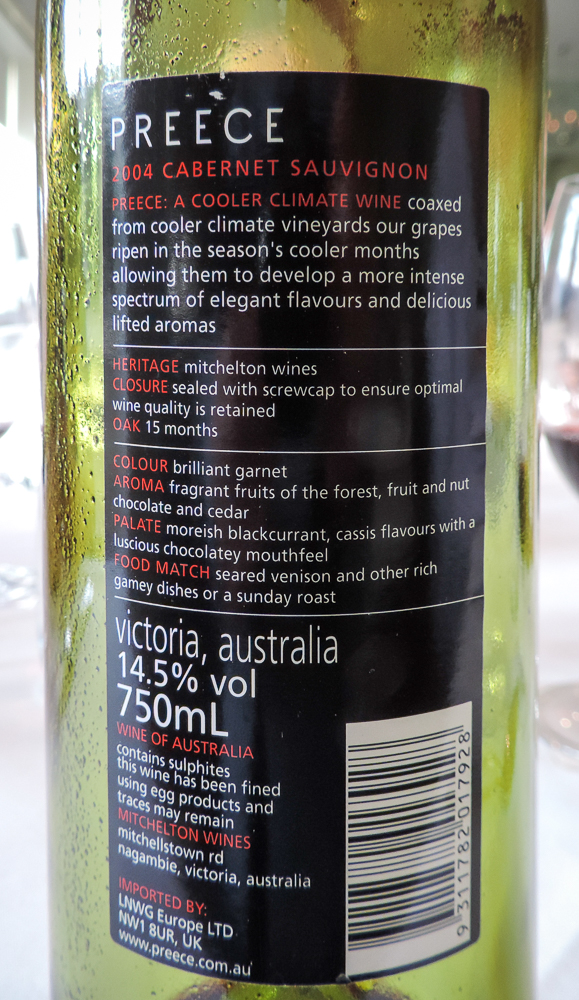 PREECE
2004 CABERNET SAUVIGNON
PREECE: A COOLER CLIMATE WINE coaxed
from cooler climate vineyards our grapes
ripen in the season's cooler months
allowing them to develop a more intense
spectrum of elegant flavours and delicious
lifted aromas
HERITAGE mitchelton wines
CLOSURE sealed with screwcap to ensure optimal
wine quality is retained
OAK 15 months
COLOUR brilliant garnet
AROMA fragrant fruits of the forest, fruit and nut
chocolate and cedar
PALATE moreish blackcurrant, cassis flavours with a
luscious chocolatey mouthfeel
FOOD MATCH seared venison and other rich
gamey dishes or a sunday roast
victoria, australia
14.5% vol
750mL
WINE OF AUSTRALIA
contains sulphites
this wine has been fined
using egg products and
traces may remain
MITCHELTON WINES
mitchellstown rd
nagambie, victoria, australia
IMPORTED BY:
LNWG Europe LTD
NW1 8UR, UK
www.preece.com.au
9 311782 017928